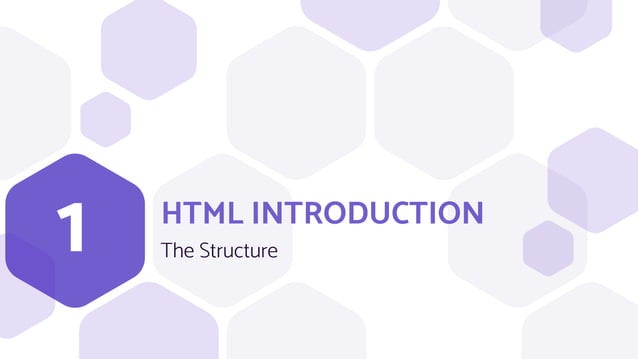 1
HTML INTRODUCTION
The Structure